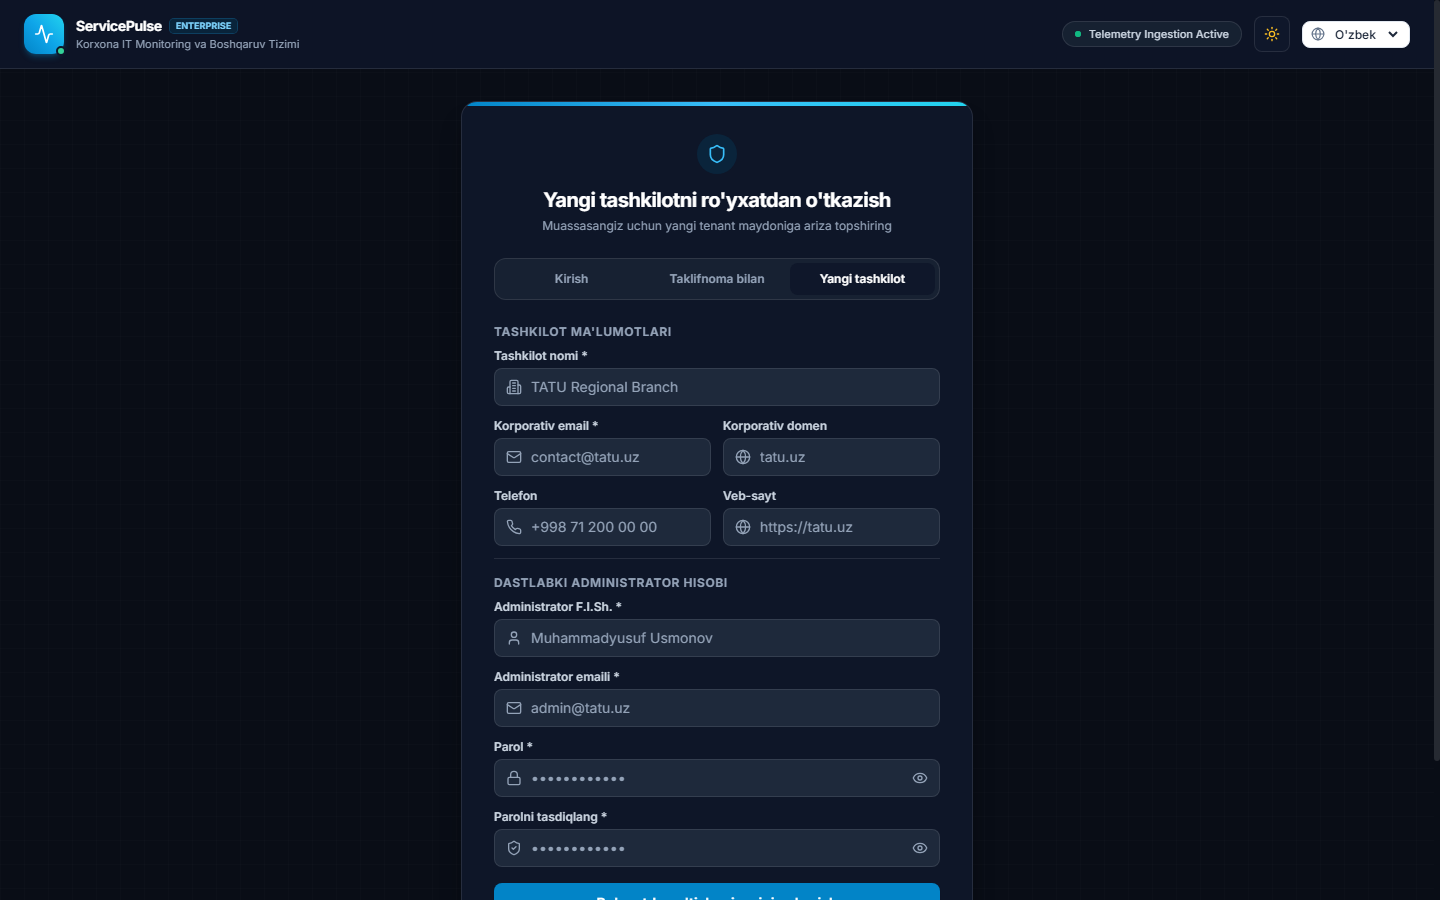 ServicePulse ENTERPRISE
Korxona IT Monitoring va Boshqaruv Tizimi
Telemetry Ingestion Active
O'zbek
Yangi tashkilotni ro'yxatdan o'tkazish
Muassasangiz uchun yangi tenant maydoniga ariza topshiring
Kirish Taklifnoma bilan Yangi tashkilot
TASHKILOT MA'LUMOTLARI
Tashkilot nomi *
TATU Regional Branch
Korporativ email * Korporativ domen
contact@tatu.uz tatu.uz
Telefon Veb-sayt
+998 71 200 00 00 https://tatu.uz
DASTLABKI ADMINISTRATOR HISOBI
Administrator F.I.Sh. *
Muhammadyusuf Usmonov
Administrator emaili *
admin@tatu.uz
Parol *
••••••••••••
Parolni tasdiqlang *
••••••••••••